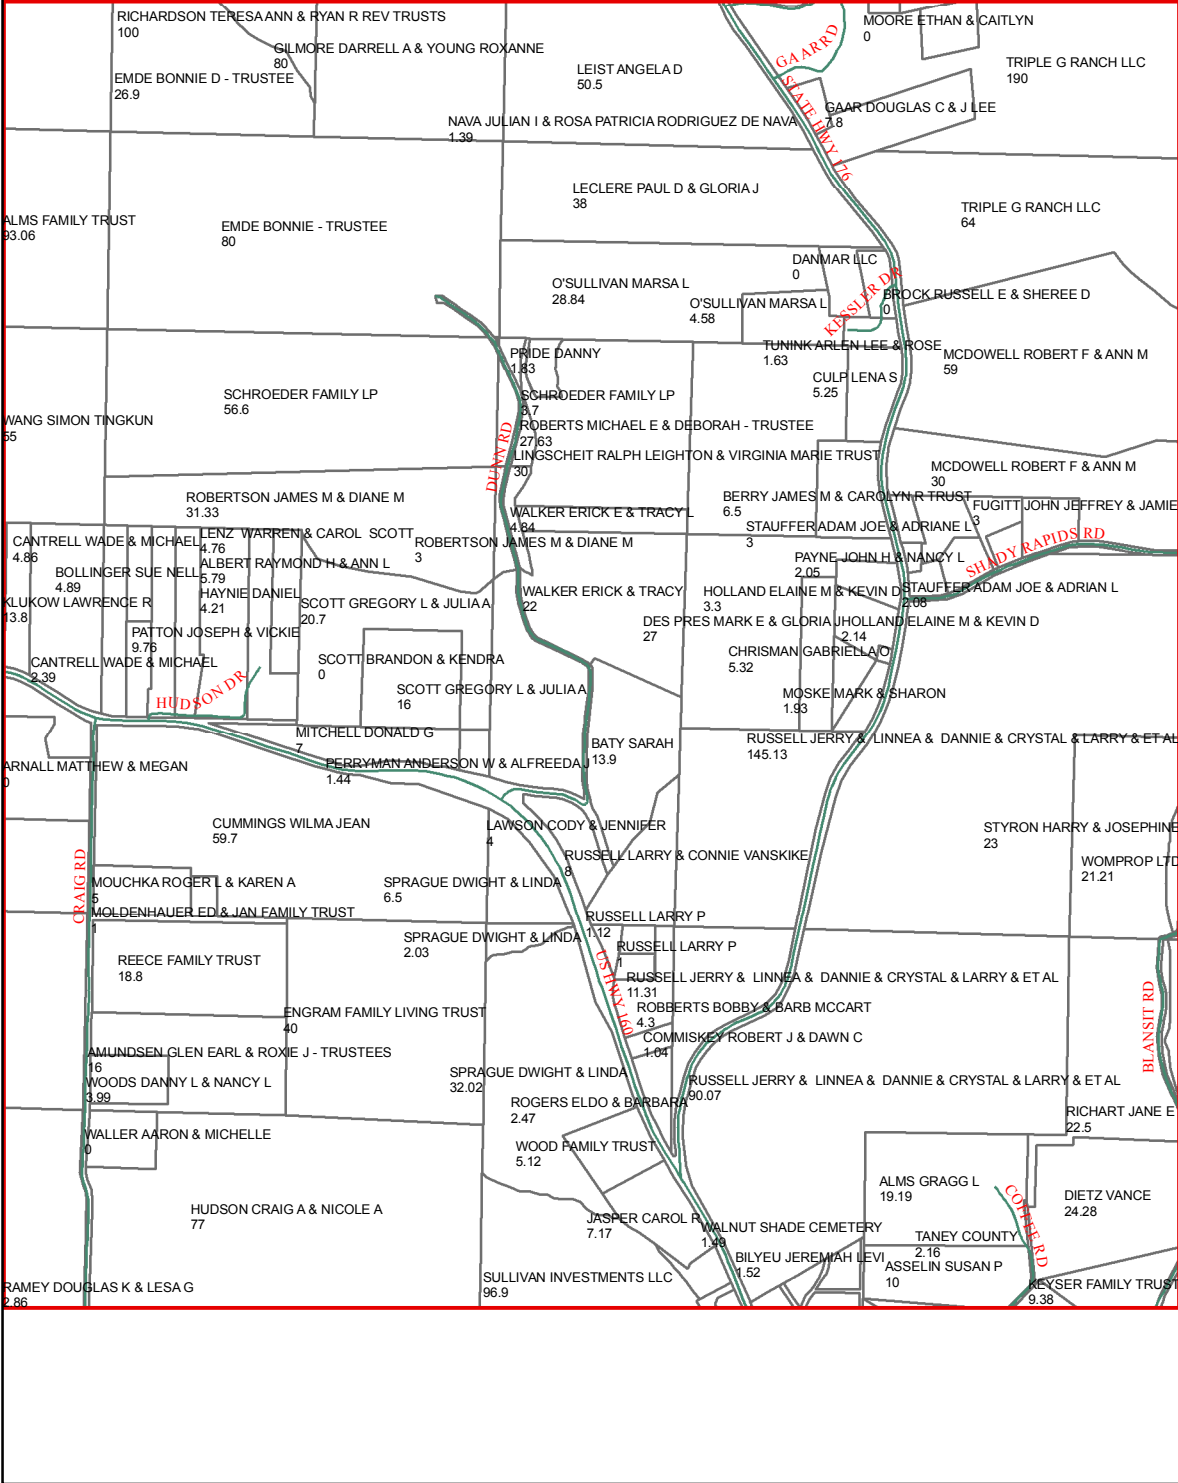 RICHARDSON TERESA ANN & RYAN R REV TRUSTS
100
GILMORE DARRELL A & YOUNG ROXANNE
80
EMDE BONNIE D - TRUSTEE
26.9
LEIST ANGELA D
50.5
GAAR RD
MOORE ETHAN & CAITLYN
0
TRIPLE G RANCH LLC
190
STATE HWY 176
GAAR DOUGLAS C & J LEE
7.8
NAVA JULIAN I & ROSA PATRICIA RODRIGUEZ DE NAVA
1.39
LECLERE PAUL D & GLORIA J
38
TRIPLE G RANCH LLC
64
ALMS FAMILY TRUST
93.06
EMDE BONNIE - TRUSTEE
80
DANMAR LLC
0
O'SULLIVAN MARSA L
28.84
O'SULLIVAN MARSA L
4.58
KESSLER DR
BROCK RUSSELL E & SHEREE D
0
PRIDE DANNY
1.83
TUNINK ARLEN LEE & ROSE
1.63
MCDOWELL ROBERT F & ANN M
59
CULP LENA S
5.25
SCHROEDER FAMILY LP
56.6
SCHROEDER FAMILY LP
3.7
WANG SIMON TINGKUN
55
ROBERTS MICHAEL E & DEBORAH - TRUSTEE
27.63
DUNN RD
LINGSCHEIT RALPH LEIGHTON & VIRGINIA MARIE TRUST
30
MCDOWELL ROBERT F & ANN M
30
ROBERTSON JAMES M & DIANE M
31.33
BERRY JAMES M & CAROLYN R TRUST
6.5
FUGITT JOHN JEFFREY & JAMIE
3
WALKER ERICK E & TRACY L
4.84
STAUFFER ADAM JOE & ADRIANE L
3
CANTRELL WADE & MICHAEL
4.86
LENZ WARREN & CAROL SCOTT
4.76
ROBERTSON JAMES M & DIANE M
3
SHADY RAPIDS RD
PAYNE JOHN H & NANCY L
2.05
ALBERT RAYMOND H & ANN L
5.79
BOLLINGER SUE NELL
4.89
HAYNIE DANIEL
4.21
WALKER ERICK & TRACY
22
HOLLAND ELAINE M & KEVIN D
3.3
STAUFFER ADAM JOE & ADRIAN L
2.08
KLUKOW LAWRENCE R
13.8
SCOTT GREGORY L & JULIA A
20.7
DES PRES MARK E & GLORIA J
27
HOLLAND ELAINE M & KEVIN D
2.14
PATTON JOSEPH & VICKIE
9.76
CHRISMAN GABRIELLA O
5.32
CANTRELL WADE & MICHAEL
2.39
SCOTT BRANDON & KENDRA
0
SCOTT GREGORY L & JULIA A
16
MOSKE MARK & SHARON
1.93
HUDSON DR
MITCHELL DONALD G
7
BATY SARAH
13.9
RUSSELL JERRY & LINNEA & DANNIE & CRYSTAL & LARRY & ET AL
145.13
ARNALL MATTHEW & MEGAN
0
PERRYMAN ANDERSON W & ALFREEDA J
1.44
CUMMINGS WILMA JEAN
59.7
LAWSON CODY & JENNIFER
4
STYRON HARRY & JOSEPHINE
23
RUSSELL LARRY & CONNIE VANSKIKE
8
WOMPROP LTD
21.21
CRAIG RD
MOUCHKA ROGER L & KAREN A
5
SPRAGUE DWIGHT & LINDA
6.5
MOLDENHAUER ED & JAN FAMILY TRUST
1
RUSSELL LARRY P
1.12
SPRAGUE DWIGHT & LINDA
2.03
RUSSELL LARRY P
1
REECE FAMILY TRUST
18.8
US HWY 160
RUSSELL JERRY & LINNEA & DANNIE & CRYSTAL & LARRY & ET AL
11.31
ENGRAM FAMILY LIVING TRUST
40
ROBBERTS BOBBY & BARB MCCART
4.3
BLANSIT RD
COMMISKEY ROBERT J & DAWN C
1.04
AMUNDSEN GLEN EARL & ROXIE J - TRUSTEES
16
SPRAGUE DWIGHT & LINDA
32.02
WOODS DANNY L & NANCY L
3.99
RUSSELL JERRY & LINNEA & DANNIE & CRYSTAL & LARRY & ET AL
90.07
ROGERS ELDO & BARBARA
2.47
RICHART JANE E
22.5
WALLER AARON & MICHELLE
0
WOOD FAMILY TRUST
5.12
ALMS GRAGG L
19.19
DIETZ VANCE
24.28
HUDSON CRAIG A & NICOLE A
77
JASPER CAROL R
7.17
WALNUT SHADE CEMETERY
1.49
COFFEE RD
TANEY COUNTY
2.16
BILYEU JEREMIAH LEVI
1.52
ASSELIN SUSAN P
10
SULLIVAN INVESTMENTS LLC
96.9
RAMEY DOUGLAS K & LESA G
2.86
KEYSER FAMILY TRUST
9.38